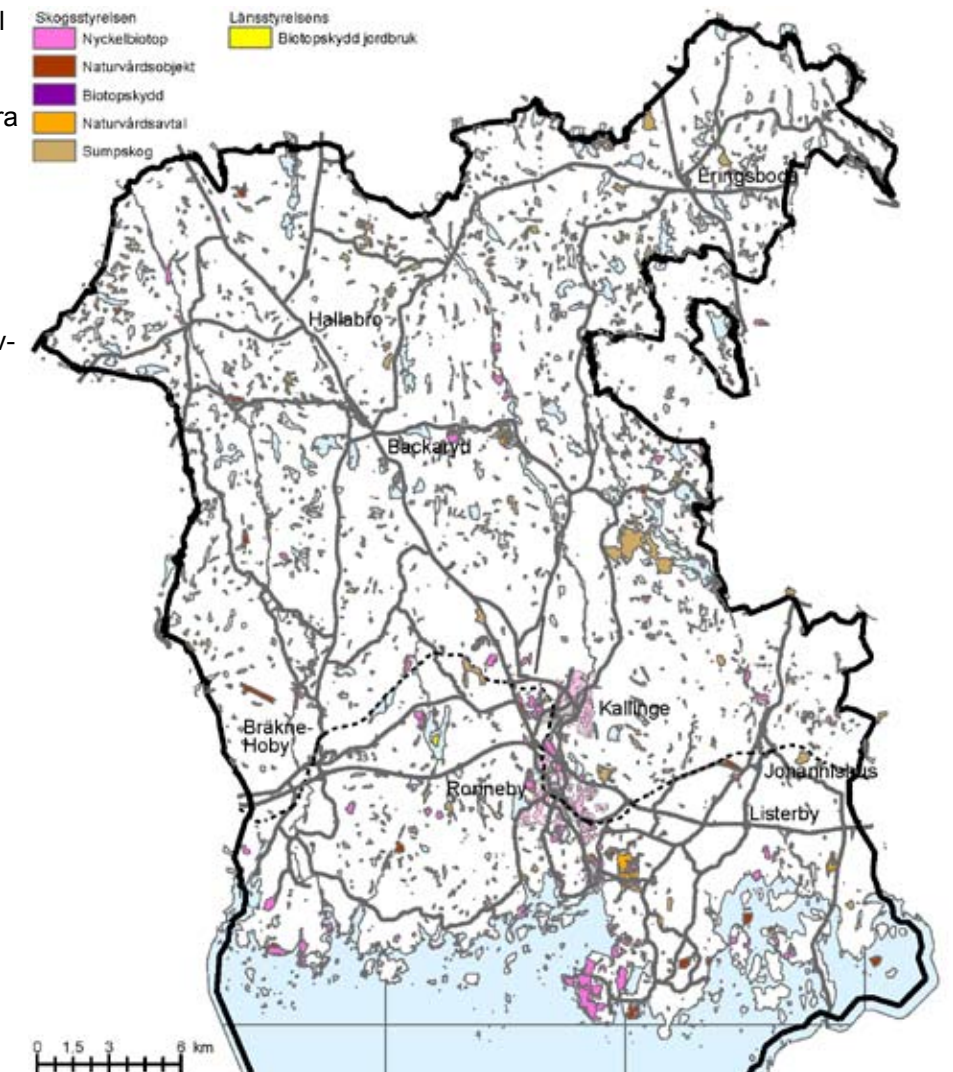 l
ra
v-
Skogsstyrelsen
Nyckelbiotop
Naturvårdsobjekt
Biotopskydd
Naturvårdsavtal
Sumpskog
Länsstyrelsens
Biotopskydd jordbruk
Eringsboda
Hallabro
Backaryd
Kallinge
Bräkne-
Hoby
Johannishus
Ronneby
Listerby
0 1,5 3 6 km